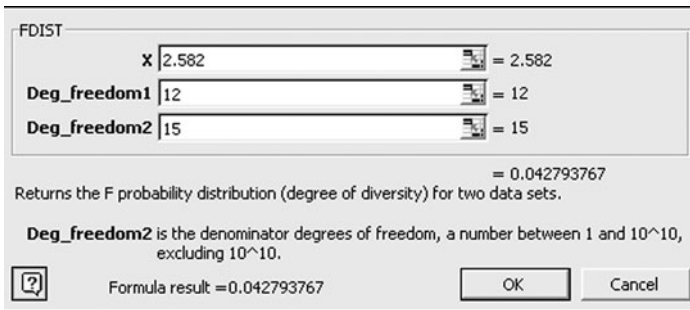 FDIST
X 2.582 = 2.582
Deg_freedom1 12 = 12
Deg_freedom2 15 = 15
= 0.042793767
Returns the F probability distribution (degree of diversity) for two data sets.
Deg_freedom2 is the denominator degrees of freedom, a number between 1 and 10^10,
excluding 10^10.
? Formula result =0.042793767 OK Cancel